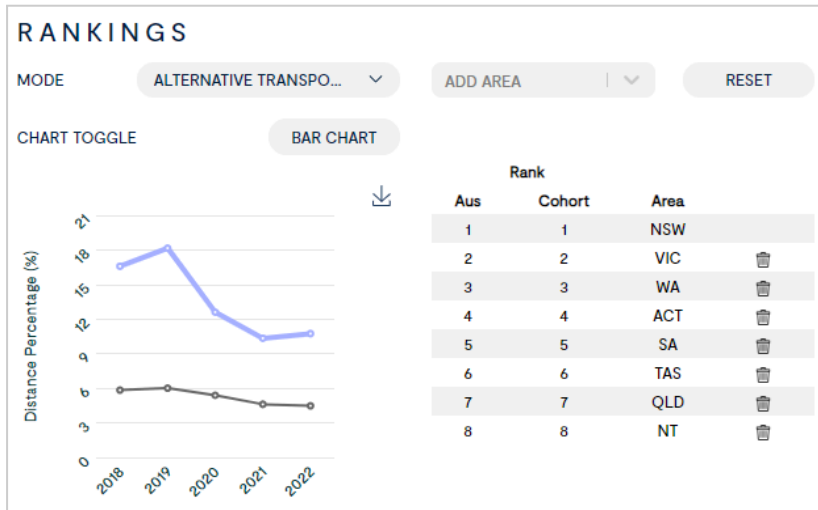 RANKINGS
MODE ALTERNATIVE TRANSPO... ADD AREA RESET
CHART TOGGLE BAR CHART
Rank
Aus Cohort Area
1 1 NSW
2 2 VIC
3 3 WA
4 4 ACT
5 5 SA
6 6 TAS
7 7 QLD
8 8 NT
Distance Percentage (%)
21
18
15
12
9
6
3
0
2018 2019 2020 2021 2022